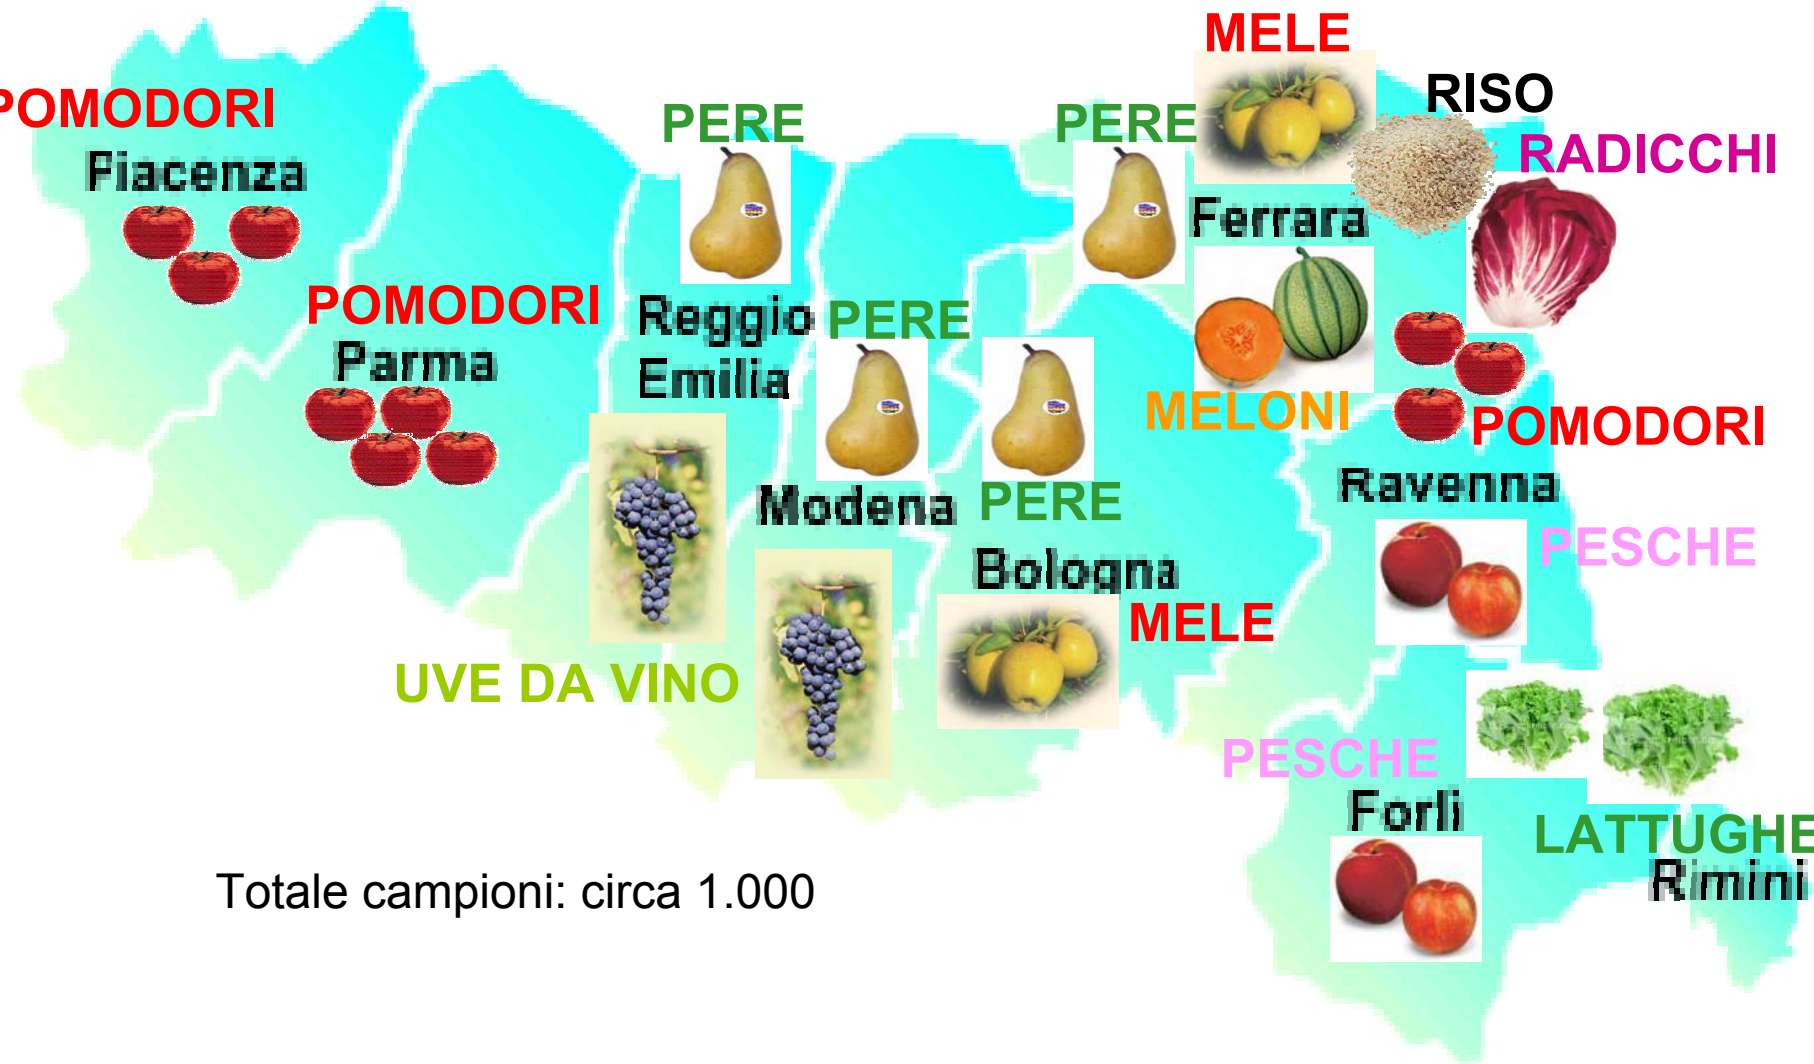 MELE
RISO
POMODORI
PERE
PERE
RADICCHI
Piacenza
Ferrara
POMODORI
Reggio
Emilia
PERE
Parma
MELONI
POMODORI
Modena
PERE
Ravenna
PESCHE
Bologna
MELE
UVE DA VINO
PESCHE
Forlì
LATTUGHE
Rimini
Totale campioni: circa 1.000